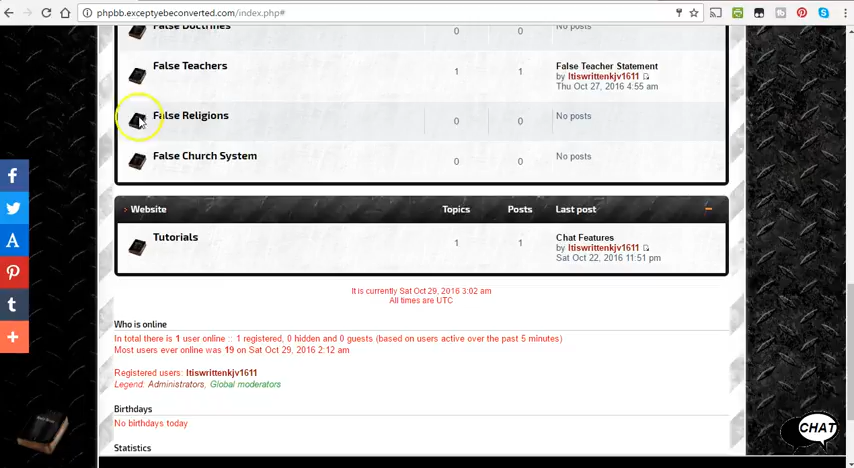 phpbb.exceptyebeconverted.com/index.php#
False Doctrines 0 0 No posts
False Teachers 1 1 False Teacher Statement
by Itiswrittenkjv1611
Thu Oct 27, 2016 4:55 am
False Religions 0 0 No posts
False Church System 0 0 No posts
Website Topics Posts Last post
Tutorials 1 1 Chat Features
by Itiswrittenkjv1611
Sat Oct 22, 2016 11:51 pm
It is currently Sat Oct 29, 2016 3:02 am
All times are UTC
Who is online
In total there is 1 user online :: 1 registered, 0 hidden and 0 guests (based on users active over the past 5 minutes)
Most users ever online was 19 on Sat Oct 29, 2016 2:12 am
Registered users: Itiswrittenkjv1611
Legend: Administrators, Global moderators
Birthdays
No birthdays today
Statistics
CHAT